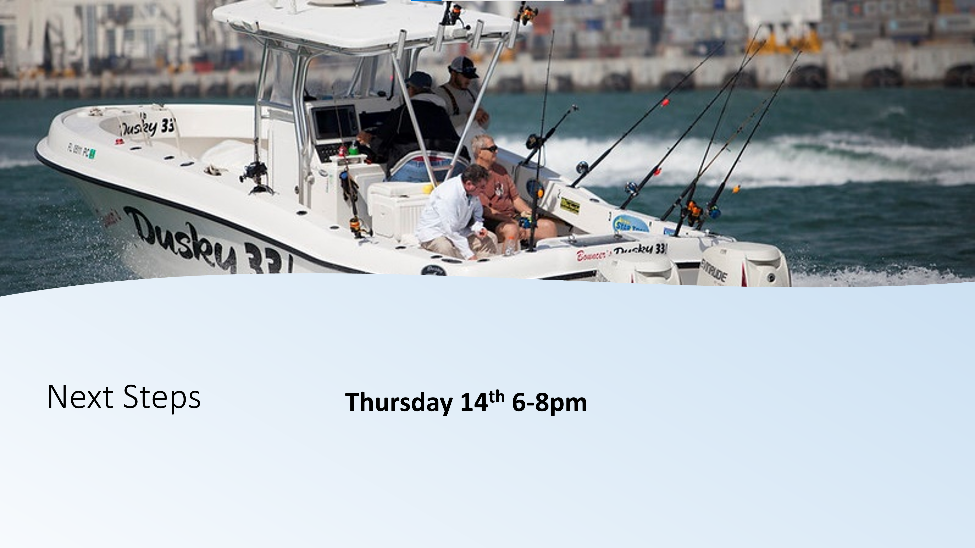 Dusky 33
Dusky 33
Bouncer's Dusky 33
EVINRUDE
Next Steps
Thursday 14th 6-8pm